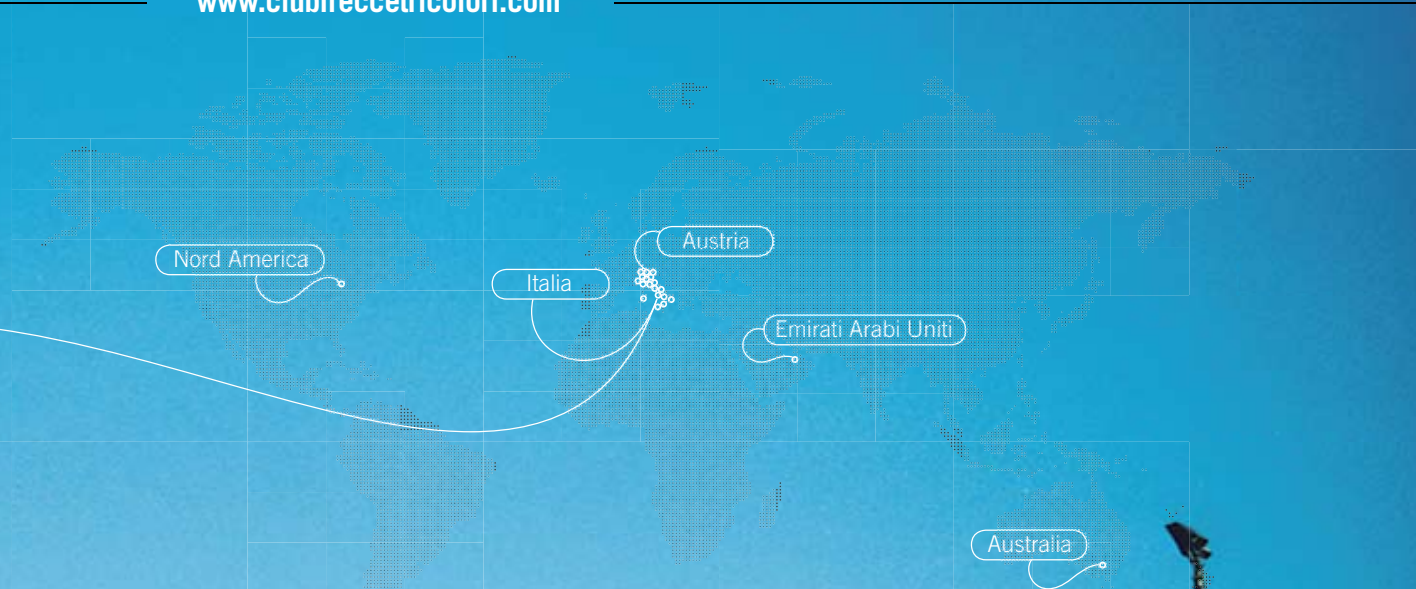 www.clubfreccetricolori.com
Austria
Nord America
Italia
Emirati Arabi Uniti
Australia